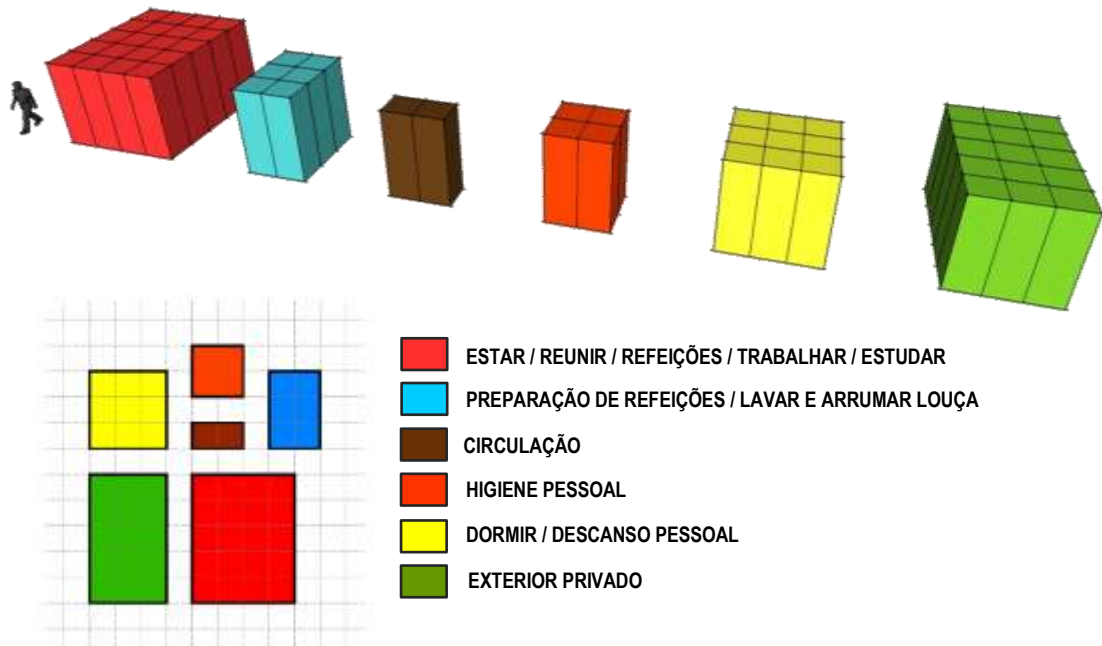 ESTAR / REUNIR / REFEIÇÕES / TRABALHAR / ESTUDAR
PREPARAÇÃO DE REFEIÇÕES / LAVAR E ARRUMAR LOUÇA
CIRCULAÇÃO
HIGIENE PESSOAL
DORMIR / DESCANSO PESSOAL
EXTERIOR PRIVADO